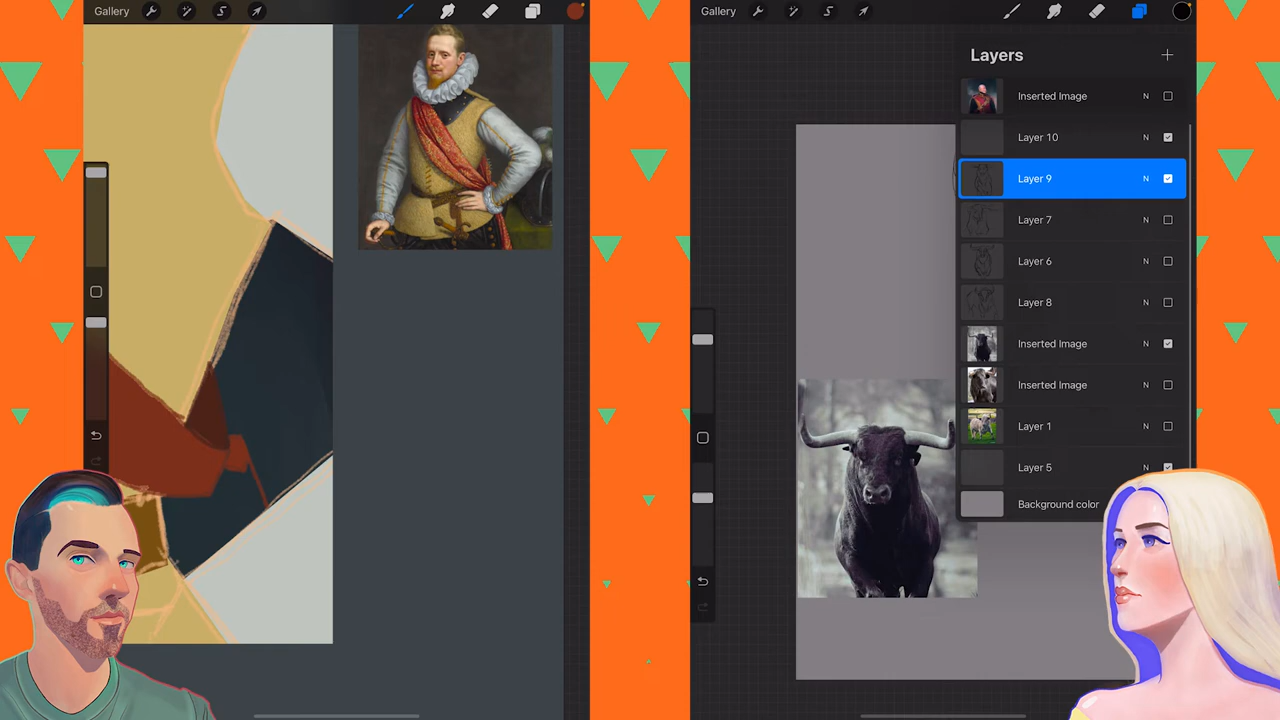 Gallery
Gallery
Layers
Inserted Image N
Layer 10 N
Layer 9 N
Layer 7 N
Layer 6 N
Layer 8 N
Inserted Image N
Inserted Image N
Layer 1 N
Layer 5 N
Background color